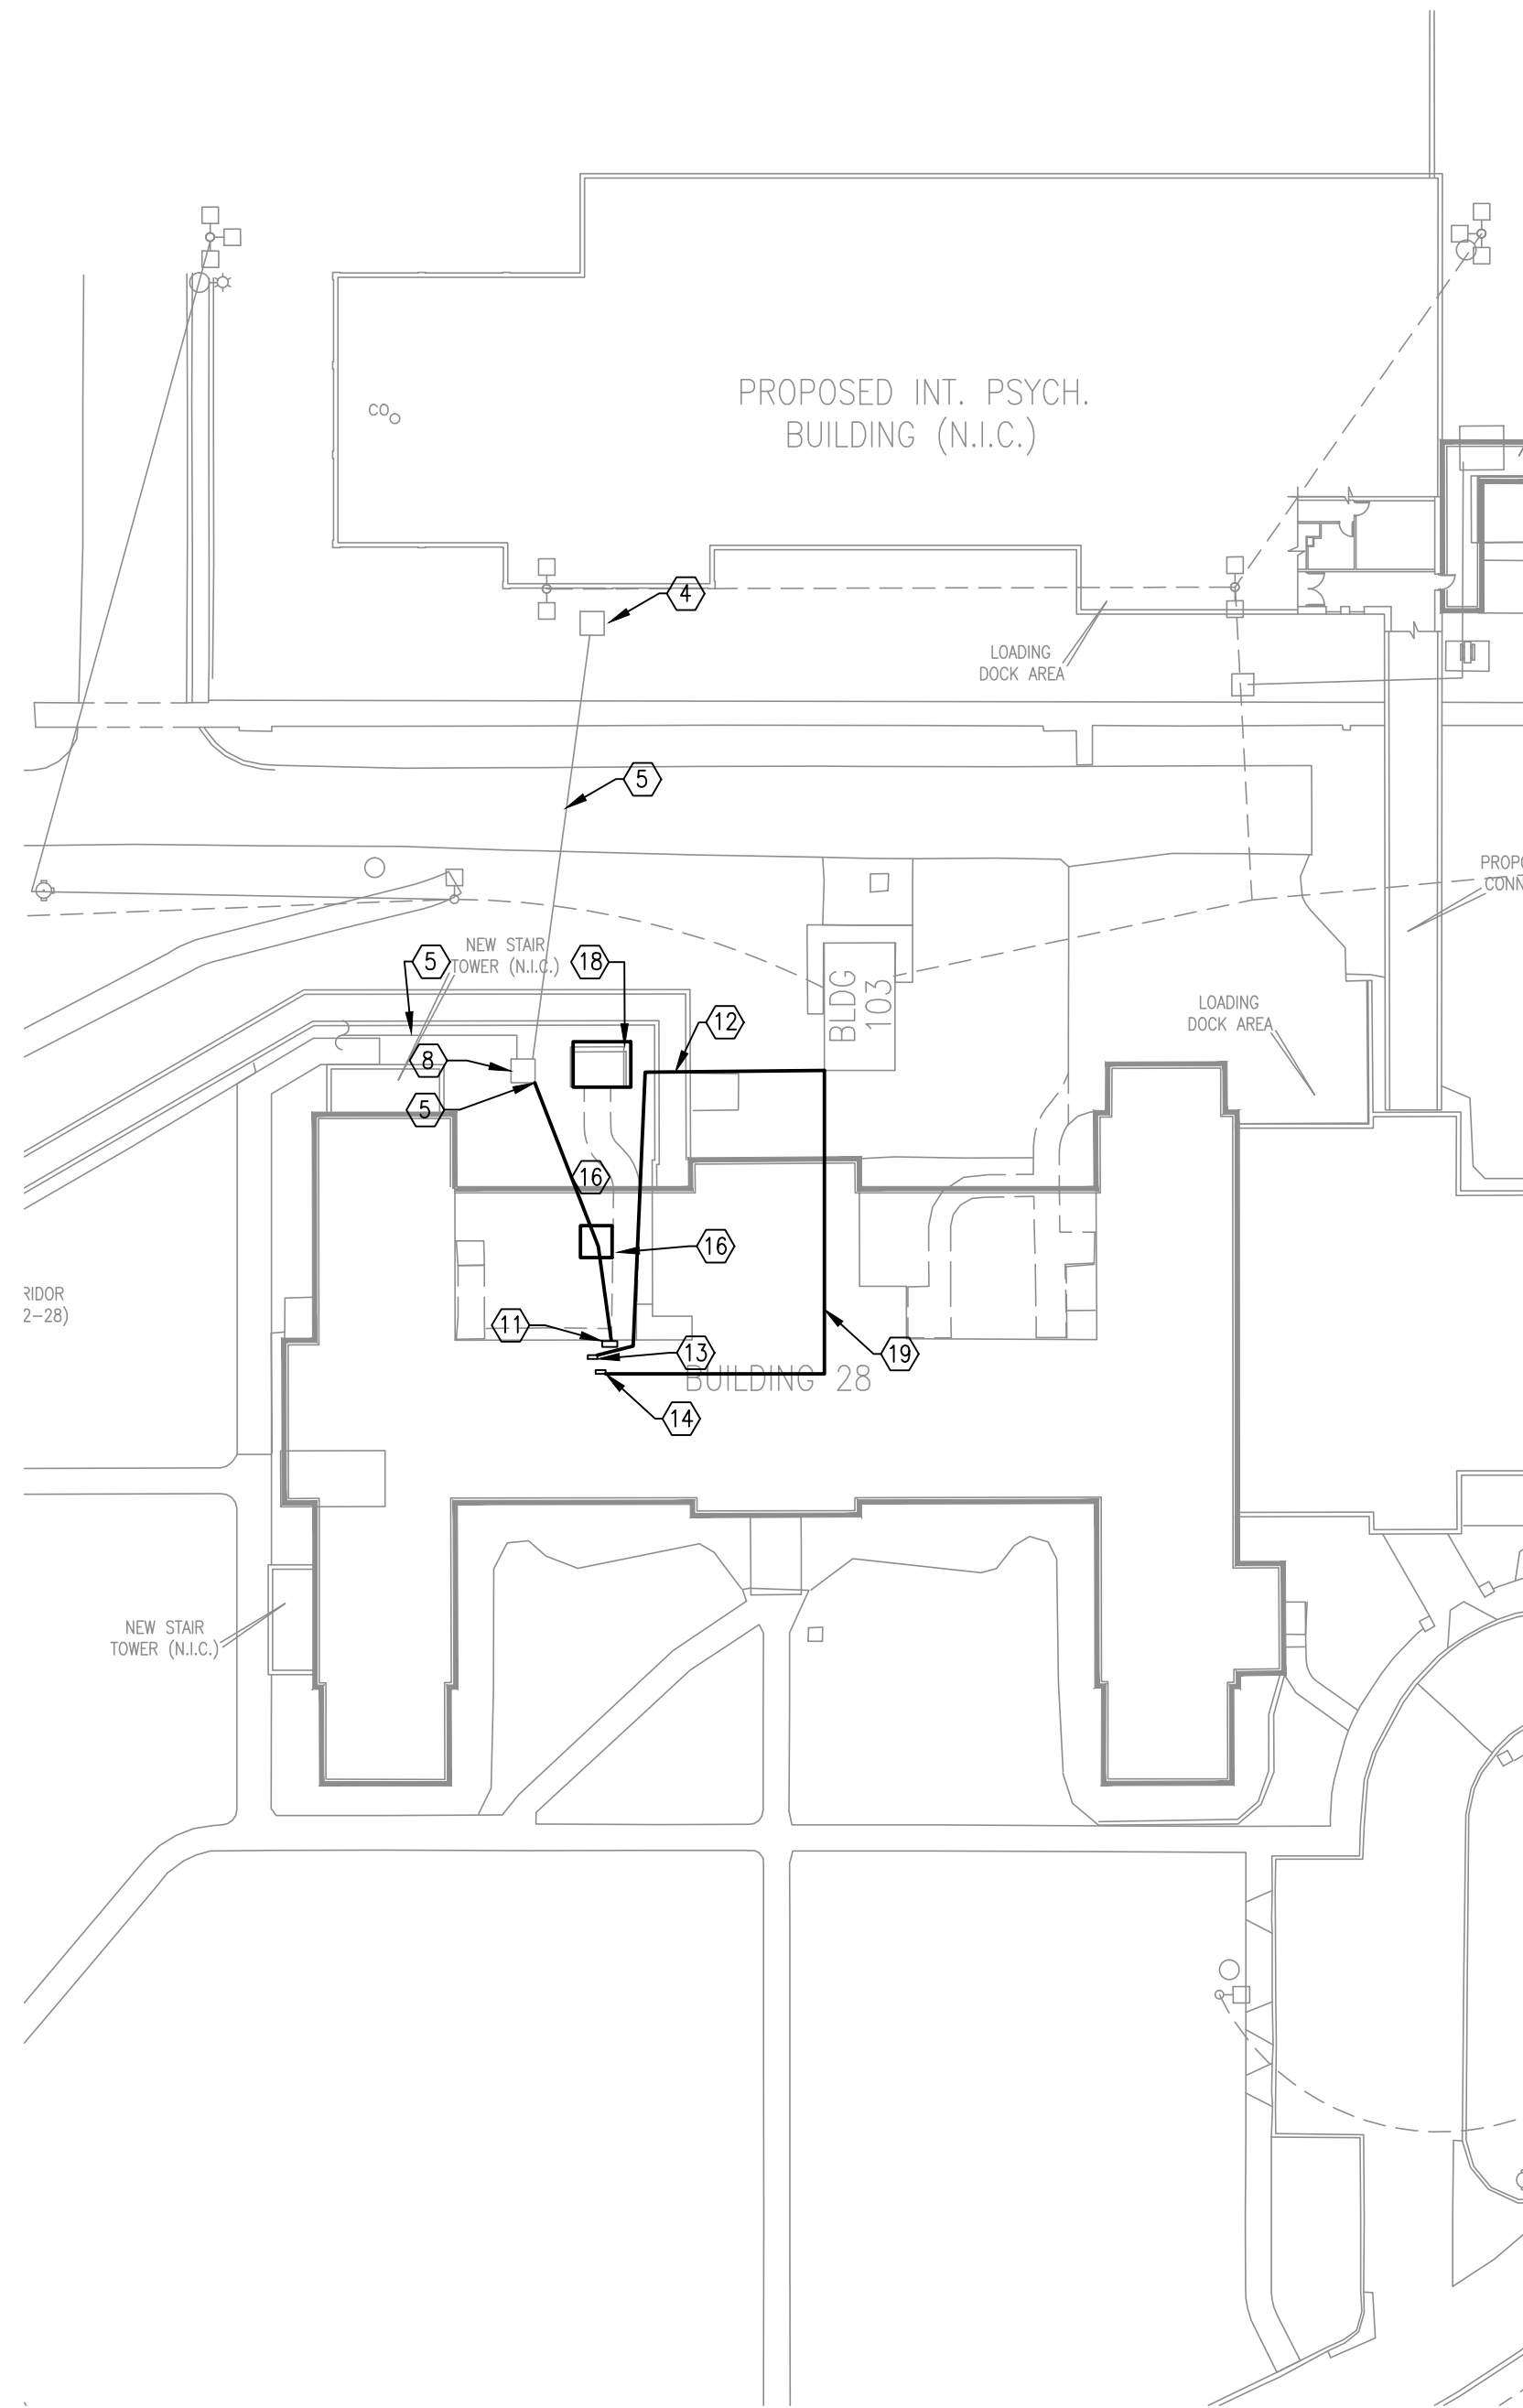 PROPOSED INT. PSYCH.
BUILDING (N.I.C.)
CO
4
LOADING
DOCK AREA
5
PROPO
CONN
5
NEW STAIR
TOWER (N.I.C.)
18
BLDG
103
12
LOADING
DOCK AREA
8
5
16
16
RIDOR
2-28)
11
13
19
BUILDING 28
14
NEW STAIR
TOWER (N.I.C.)